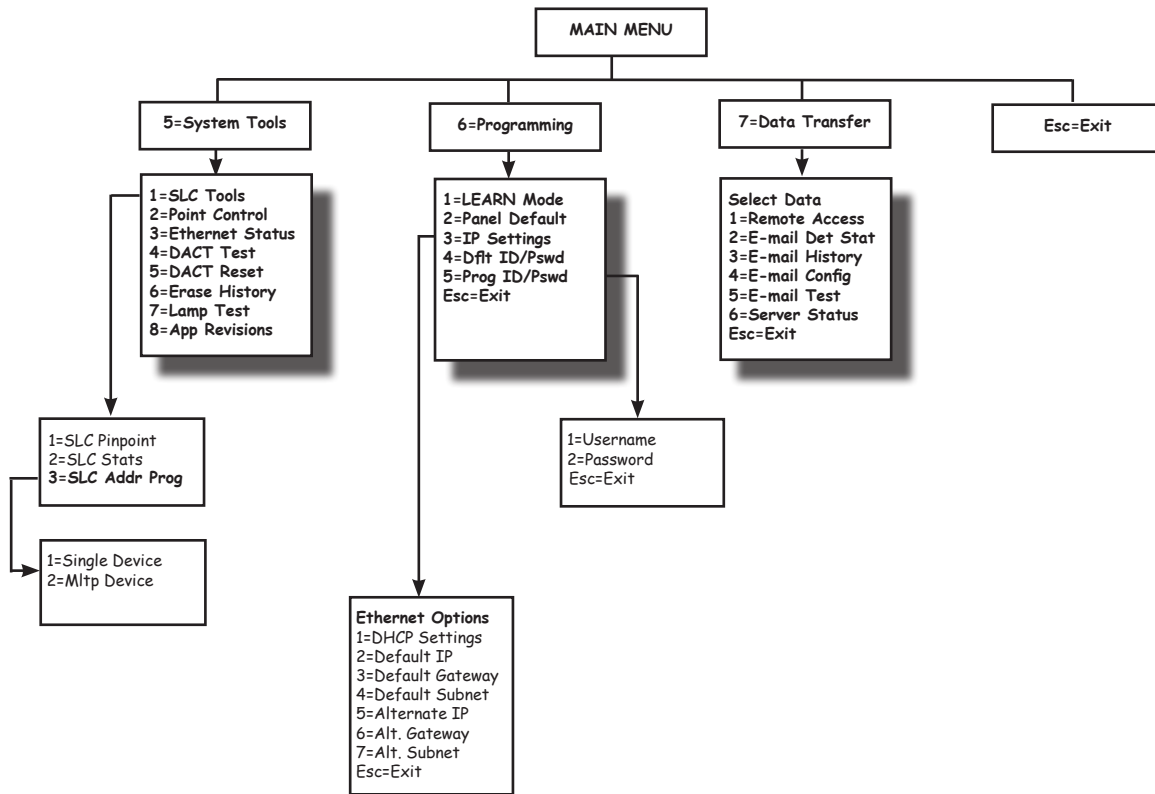 MAIN MENU
5=System Tools
6=Programming
7=Data Transfer
Esc=Exit
1=SLC Tools
2=Point Control
3=Ethernet Status
4=DACT Test
5=DACT Reset
6=Erase History
7=Lamp Test
8=App Revisions
1=LEARN Mode
2=Panel Default
3=IP Settings
4=Dflt ID/Pswd
5=Prog ID/Pswd
Esc=Exit
Select Data
1=Remote Access
2=E-mail Det Stat
3=E-mail History
4=E-mail Config
5=E-mail Test
6=Server Status
Esc=Exit
1=SLC Pinpoint
2=SLC Stats
3=SLC Addr Prog
1=Username
2=Password
Esc=Exit
1=Single Device
2=Mltp Device
Ethernet Options
1=DHCP Settings
2=Default IP
3=Default Gateway
4=Default Subnet
5=Alternate IP
6=Alt. Gateway
7=Alt. Subnet
Esc=Exit